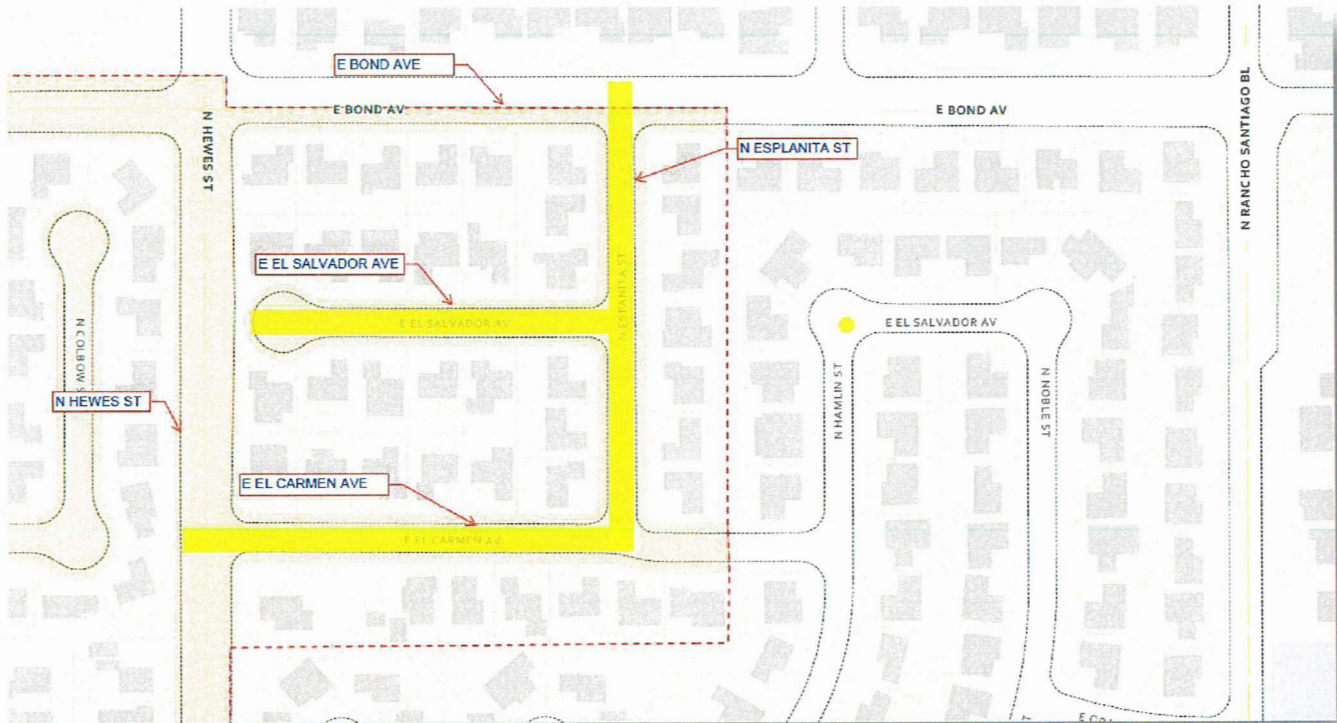 E BOND AVE
E BOND AV
E BOND AV
N HEWES ST
N RANCHO SANTIAGO BL
N ESPLANITA ST
E EL SALVADOR AVE
N ESPLANITA ST
E EL SALVADOR AV
E EL SALVADOR AV
N COLBOW S
N HAMLIN ST
N NOBLE ST
N HEWES ST
E EL CARMEN AVE
E EL CARMEN AV